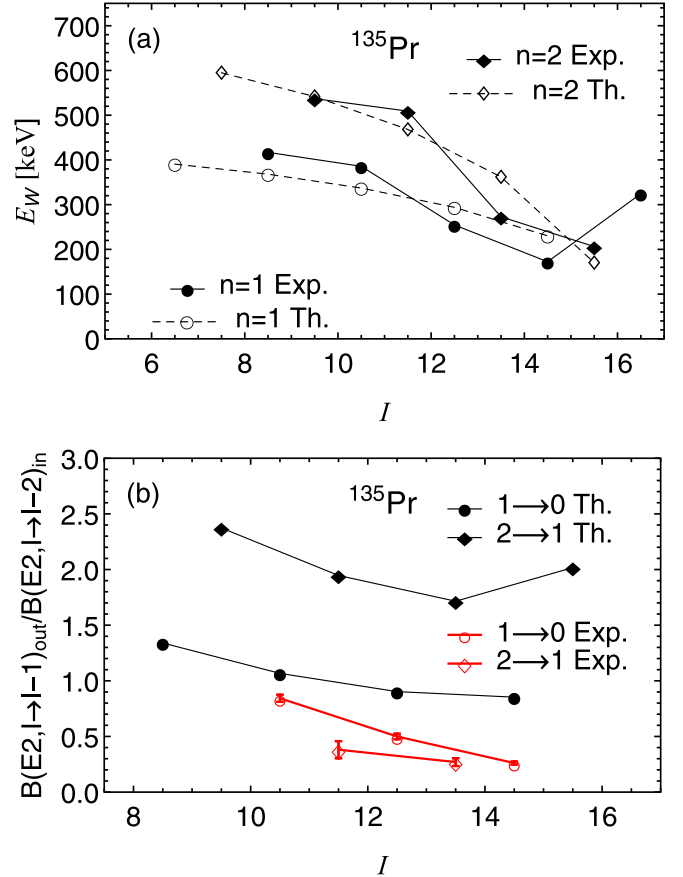 (a)
¹³⁵Pr
n=2 Exp.
n=2 Th.
n=1 Exp.
n=1 Th.
E_W [keV]
700
600
500
400
300
200
100
0
6 8 10 12 14 16
I
(b)
¹³⁵Pr
1→0 Th.
2→1 Th.
1→0 Exp.
2→1 Exp.
B(E2,I→I−1)_out/B(E2,I→I−2)_in
3.0
2.5
2.0
1.5
1.0
0.5
0.0
8 10 12 14 16
I